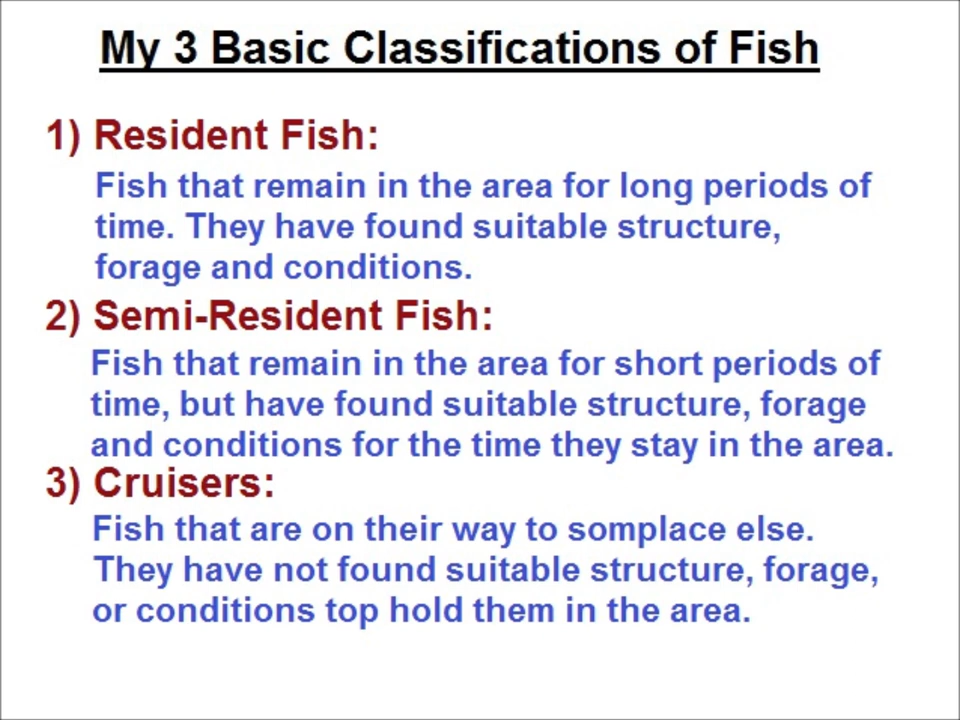 My 3 Basic Classifications of Fish
1) Resident Fish:
Fish that remain in the area for long periods of
time. They have found suitable structure,
forage and conditions.
2) Semi-Resident Fish:
Fish that remain in the area for short periods of
time, but have found suitable structure, forage
and conditions for the time they stay in the area.
3) Cruisers:
Fish that are on their way to somplace else.
They have not found suitable structure, forage,
or conditions top hold them in the area.